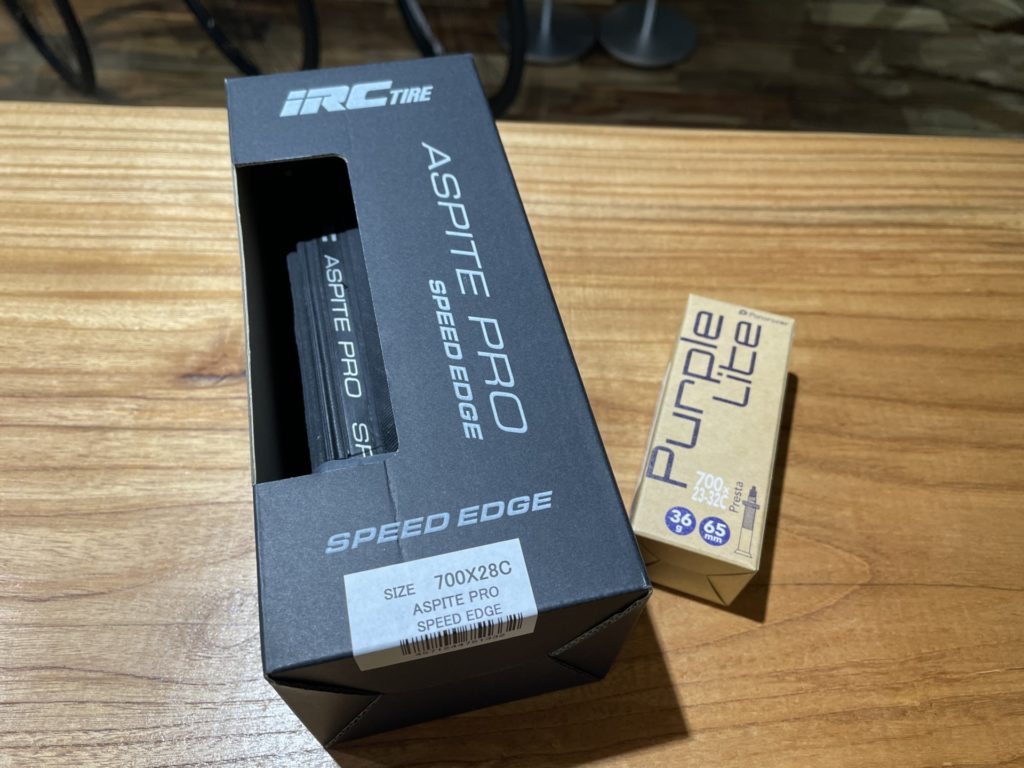 IRC TIRE
ASPITE PRO
SPEED EDGE
ASPITE PRO
SPEED EDGE
SIZE 700X28C
ASPITE PRO
SPEED EDGE
Panaracer
Purple
Lite
700x
23-32C
Presta
36
g
65
mm